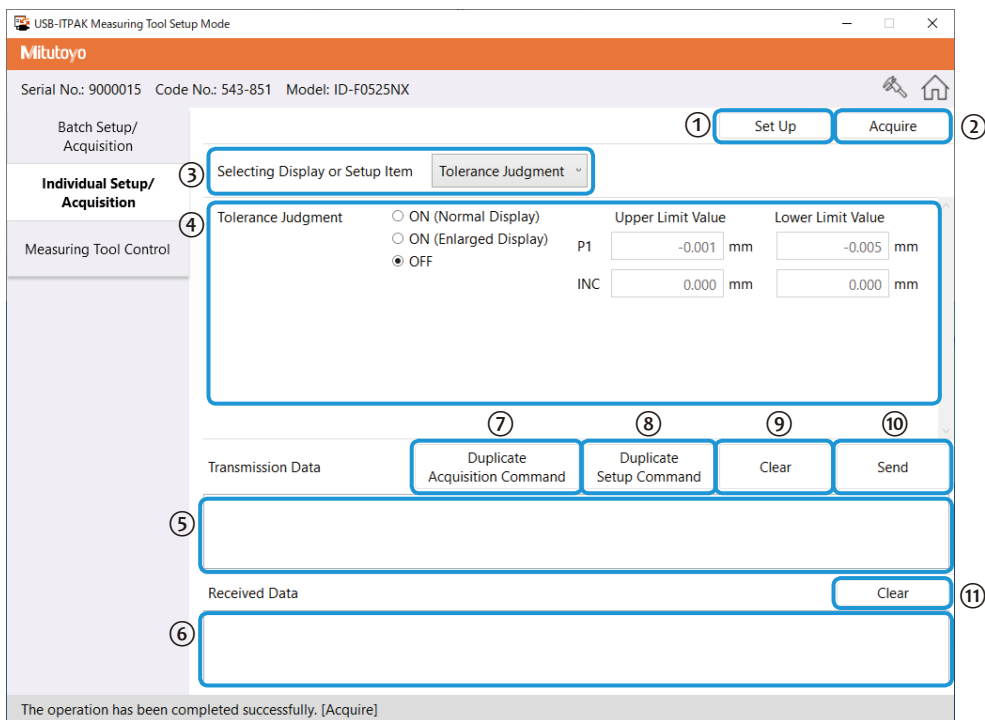 USB-ITPAK Measuring Tool Setup Mode
Mitutoyo
Serial No.: 9000015 Code No.: 543-851 Model: ID-F0525NX
Batch Setup/
Acquisition
Individual Setup/
Acquisition
Measuring Tool Control
① Set Up Acquire ②
③ Selecting Display or Setup Item Tolerance Judgment
④ Tolerance Judgment ON (Normal Display) Upper Limit Value Lower Limit Value
ON (Enlarged Display)
P1 -0.001 mm -0.005 mm
OFF
INC 0.000 mm 0.000 mm
⑦ ⑧ ⑨ ⑩
Transmission Data
Duplicate
Acquisition Command
Duplicate
Setup Command
Clear
Send
⑤
Received Data Clear ⑪
⑥
The operation has been completed successfully. [Acquire]